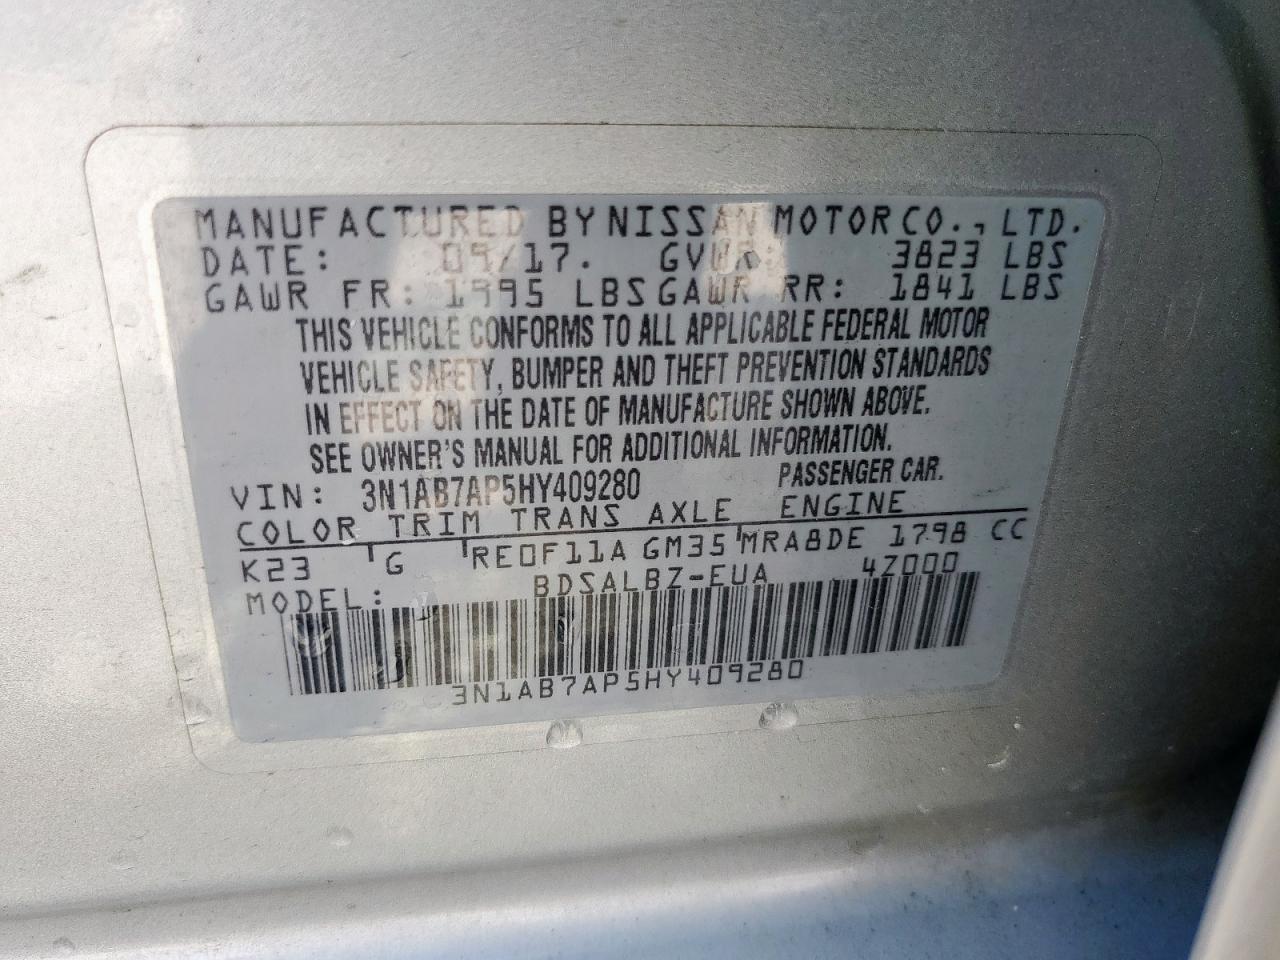 MANUFACTURED BY NISSAN MOTOR CO., LTD.
DATE: 09/17. GVWR: 3823 LBS
GAWR FR: 1995 LBS GAWR RR: 1841 LBS
THIS VEHICLE CONFORMS TO ALL APPLICABLE FEDERAL MOTOR
VEHICLE SAFETY, BUMPER AND THEFT PREVENTION STANDARDS
IN EFFECT ON THE DATE OF MANUFACTURE SHOWN ABOVE.
SEE OWNER'S MANUAL FOR ADDITIONAL INFORMATION.
VIN: 3N1AB7AP5HY409280 PASSENGER CAR.
COLOR TRIM TRANS AXLE ENGINE
K23 G RE0F11A GM35 MRA8DE 1798 CC
MODEL: BDSALBZ-EUA 4Z000
3N1AB7AP5HY409280